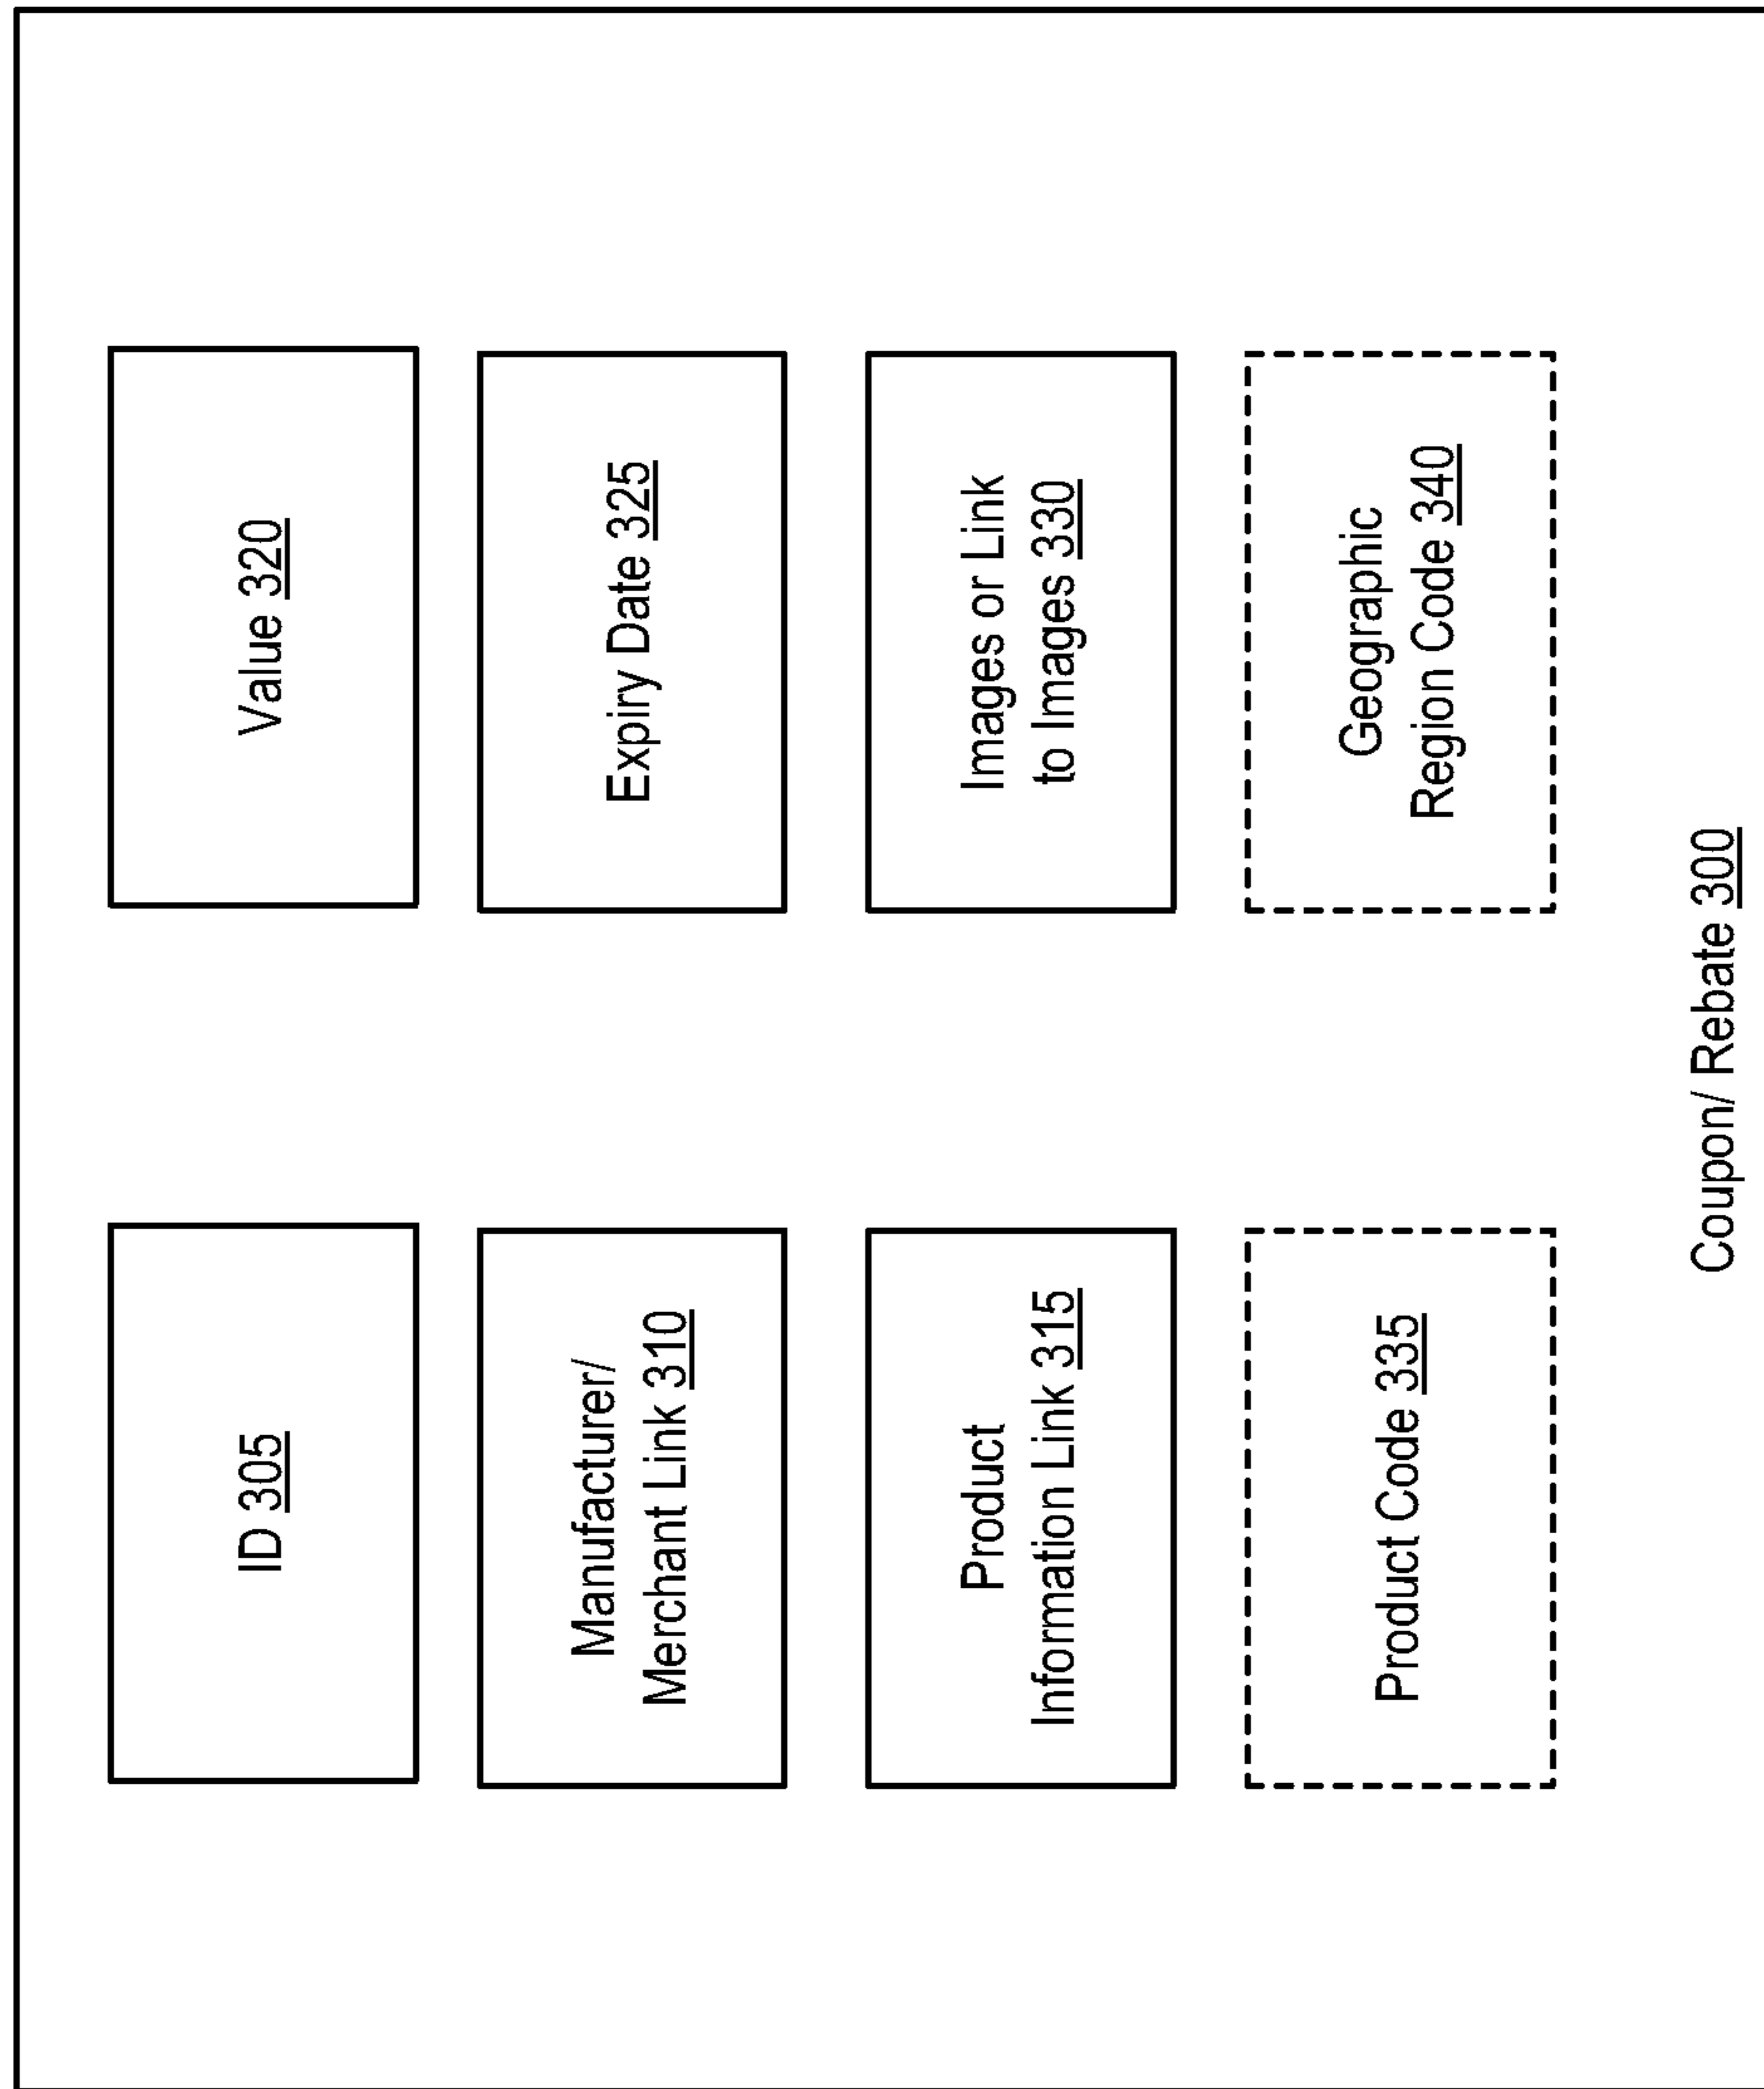 ID 305
Value 320
Manufacturer/
Merchant Link 310
Expiry Date 325
Product
Information Link 315
Images or Link
to Images 330
Product Code 335
Geographic
Region Code 340
Coupon/ Rebate 300